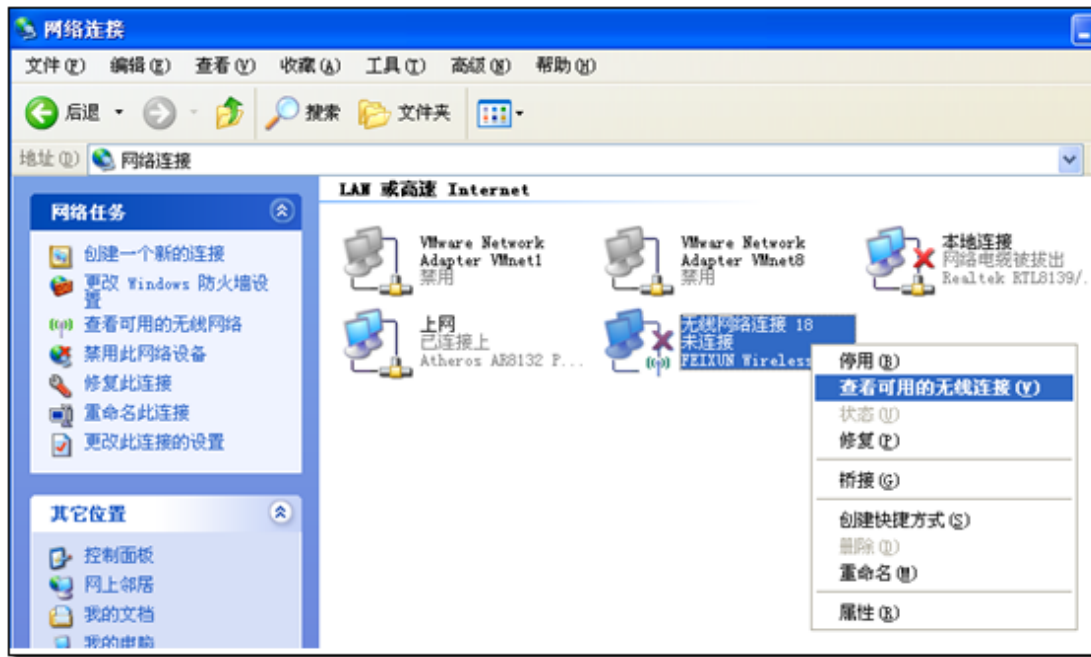 网络连接
文件(F) 编辑(E) 查看(V) 收藏(A) 工具(T) 高级(N) 帮助(H)
后退 搜索 文件夹
地址(D) 网络连接
网络任务
创建一个新的连接
更改 Windows 防火墙设
置
查看可用的无线网络
禁用此网络设备
修复此连接
重命名此连接
更改此连接的设置
其它位置
控制面板
网上邻居
我的文档
我的电脑
LAN 或高速 Internet
VMware Network
Adapter VMnet1
禁用
VMware Network
Adapter VMnet8
禁用
本地连接
网络电缆被拔出
Realtek RTL8139/.
上网
已连接上
Atheros AR8132 P...
无线网络连接 18
未连接
FEIXUN Wireless
停用(B)
查看可用的无线连接(V)
状态(U)
修复(P)
桥接(G)
创建快捷方式(S)
删除(D)
重命名(M)
属性(R)